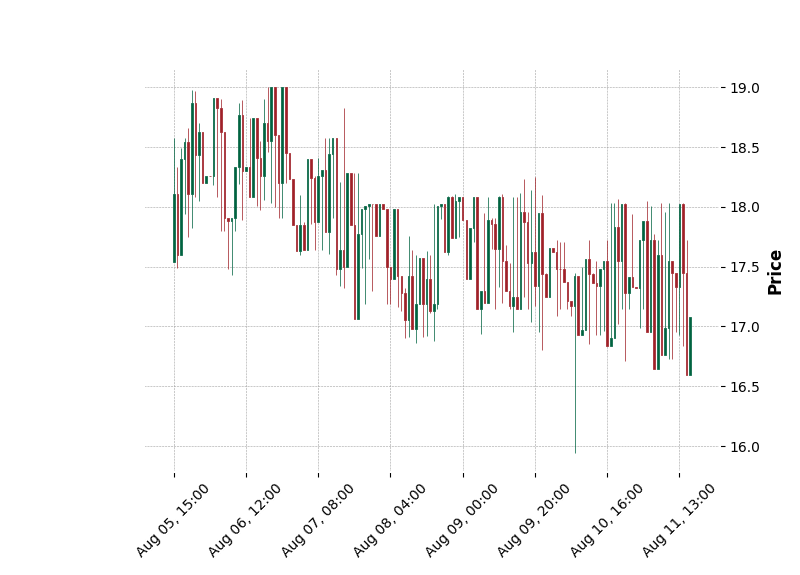 19.0
18.5
18.0
17.5
17.0
16.5
16.0
Price
Aug 05, 15:00
Aug 06, 12:00
Aug 07, 08:00
Aug 08, 04:00
Aug 09, 00:00
Aug 09, 20:00
Aug 10, 16:00
Aug 11, 13:00